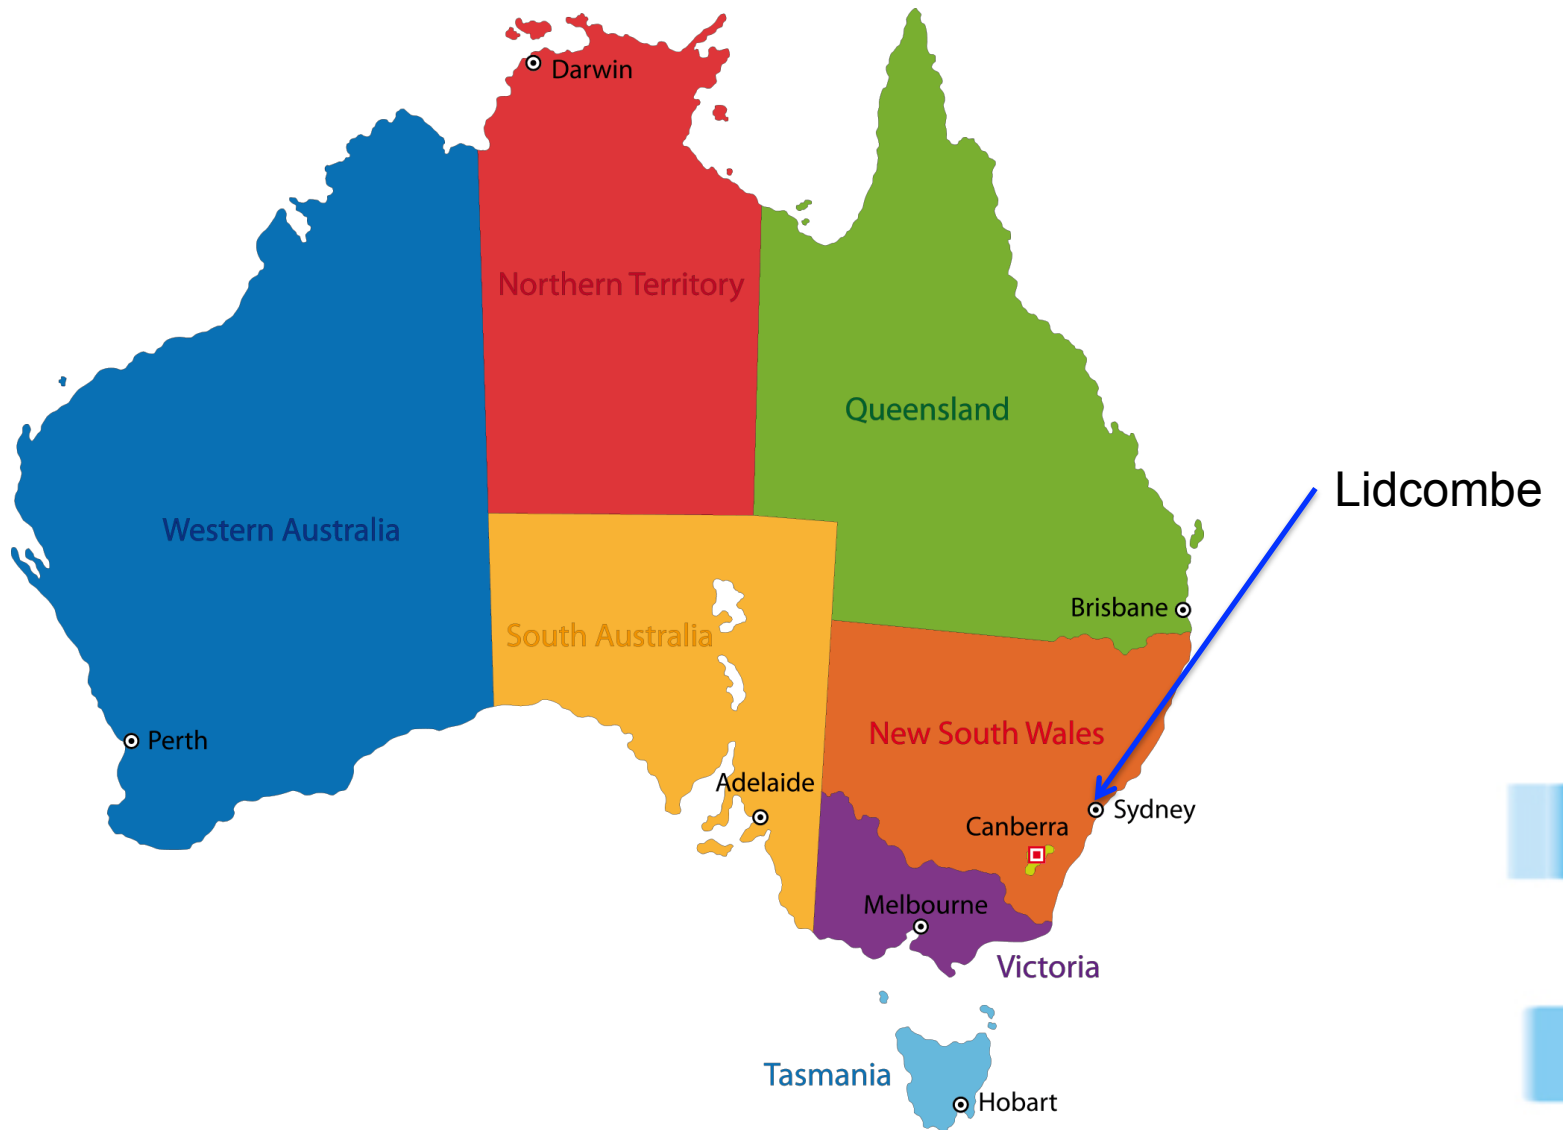 Darwin
Northern Territory
Queensland
Lidcombe
Western Australia
Brisbane
South Australia
New South Wales
Perth
Adelaide
Sydney
Canberra
Melbourne
Victoria
Tasmania
Hobart